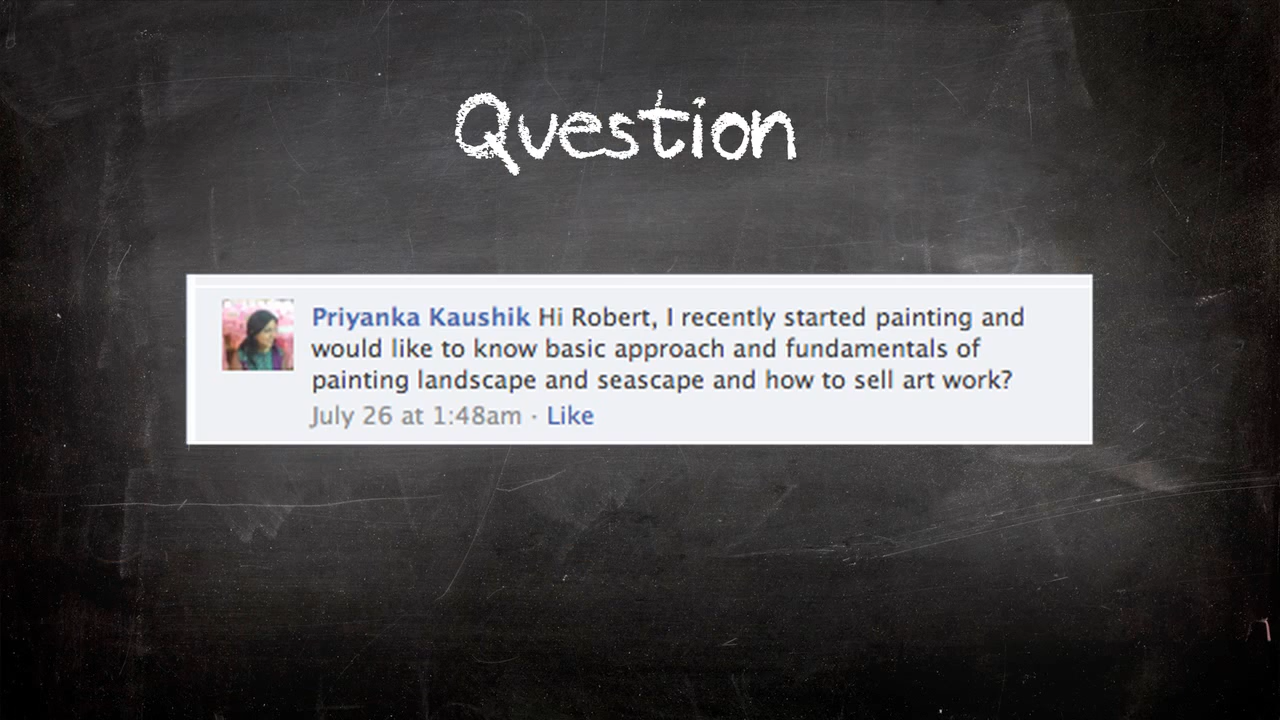 Question
Priyanka Kaushik Hi Robert, I recently started painting and
would like to know basic approach and fundamentals of
painting landscape and seascape and how to sell art work?
July 26 at 1:48am · Like